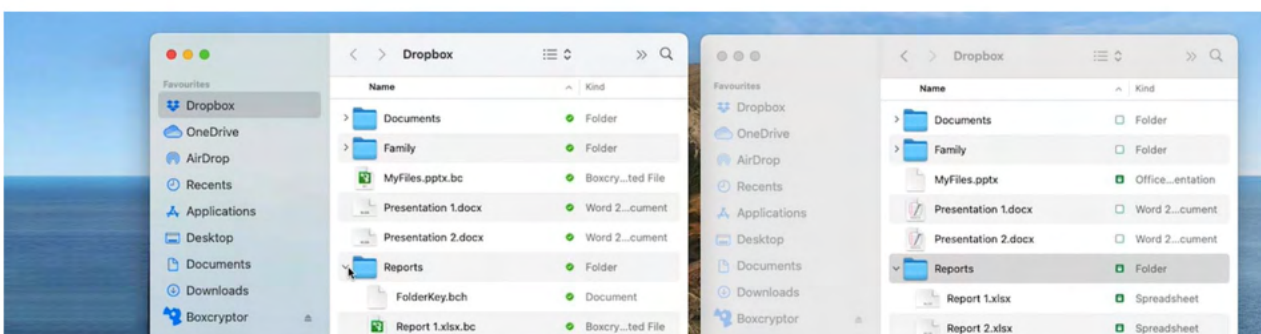 Dropbox
Favourites
Dropbox
OneDrive
AirDrop
Recents
Applications
Desktop
Documents
Downloads
Boxcryptor
Name Kind
Documents Folder
Family Folder
MyFiles.pptx.bc Boxcry...ted File
Presentation 1.docx Word 2...cument
Presentation 2.docx Word 2...cument
Reports Folder
FolderKey.bch Document
Report 1.xlsx.bc Boxcry...ted File
Dropbox
Favourites
Dropbox
OneDrive
AirDrop
Recents
Applications
Desktop
Documents
Downloads
Boxcryptor
Name Kind
Documents Folder
Family Folder
MyFiles.pptx Office...entation
Presentation 1.docx Word 2...cument
Presentation 2.docx Word 2...cument
Reports Folder
Report 1.xlsx Spreadsheet
Report 2.xlsx Spreadsheet